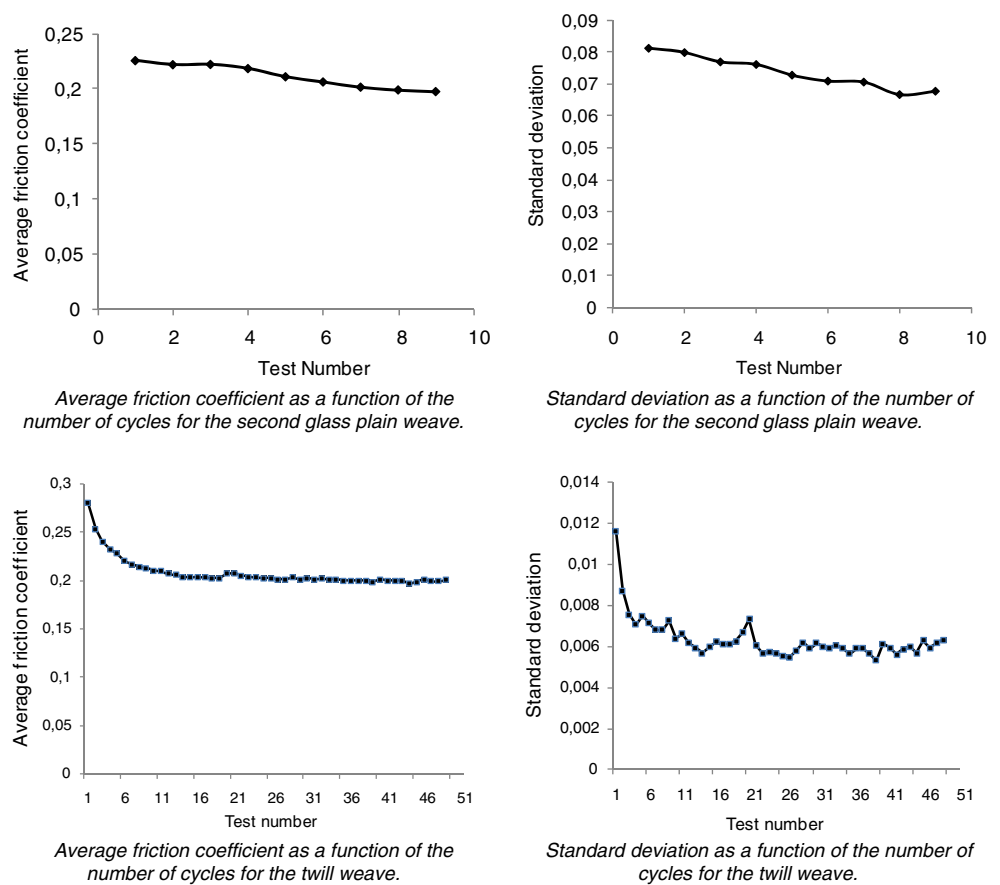 0,25
0,2
0,15
0,1
0,05
0
Average friction coefficient
0 2 4 6 8 10
Test Number
Average friction coefficient as a function of the
number of cycles for the second glass plain weave.
0,09
0,08
0,07
0,06
0,05
0,04
0,03
0,02
0,01
0
Standard deviation
0 2 4 6 8 10
Test Number
Standard deviation as a function of the number of
cycles for the second glass plain weave.
0,3
0,25
0,2
0,15
0,1
0,05
0
Average friction coefficient
1 6 11 16 21 26 31 36 41 46 51
Test number
Average friction coefficient as a function of the
number of cycles for the twill weave.
0,014
0,012
0,01
0,008
0,006
0,004
0,002
0
Standard deviation
1 6 11 16 21 26 31 36 41 46 51
Test number
Standard deviation as a function of the number of
cycles for the twill weave.